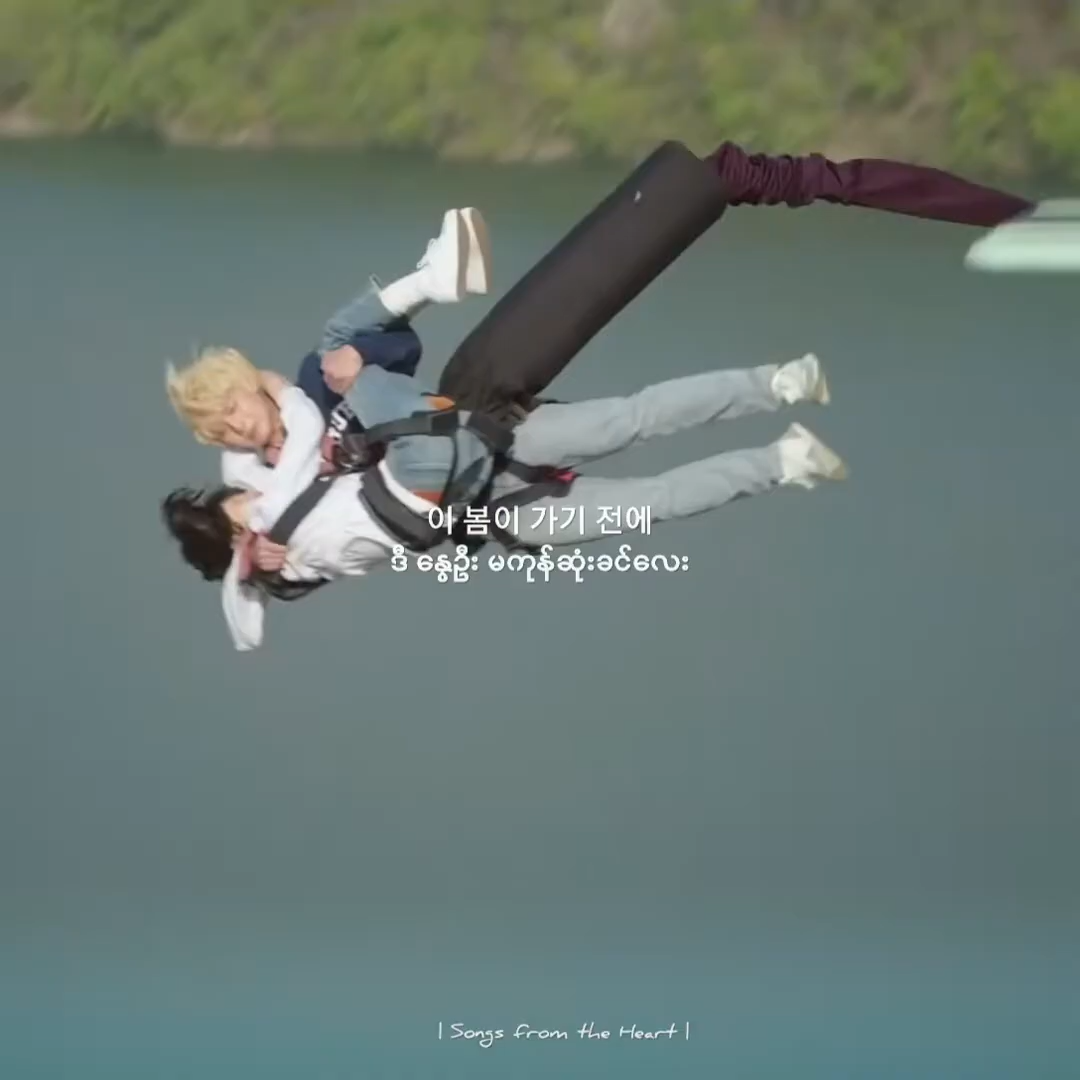 이 봄이 가기 전에
ဒီ နွေဦး မကုန်ဆုံးခင်လေး
| Songs from the Heart |